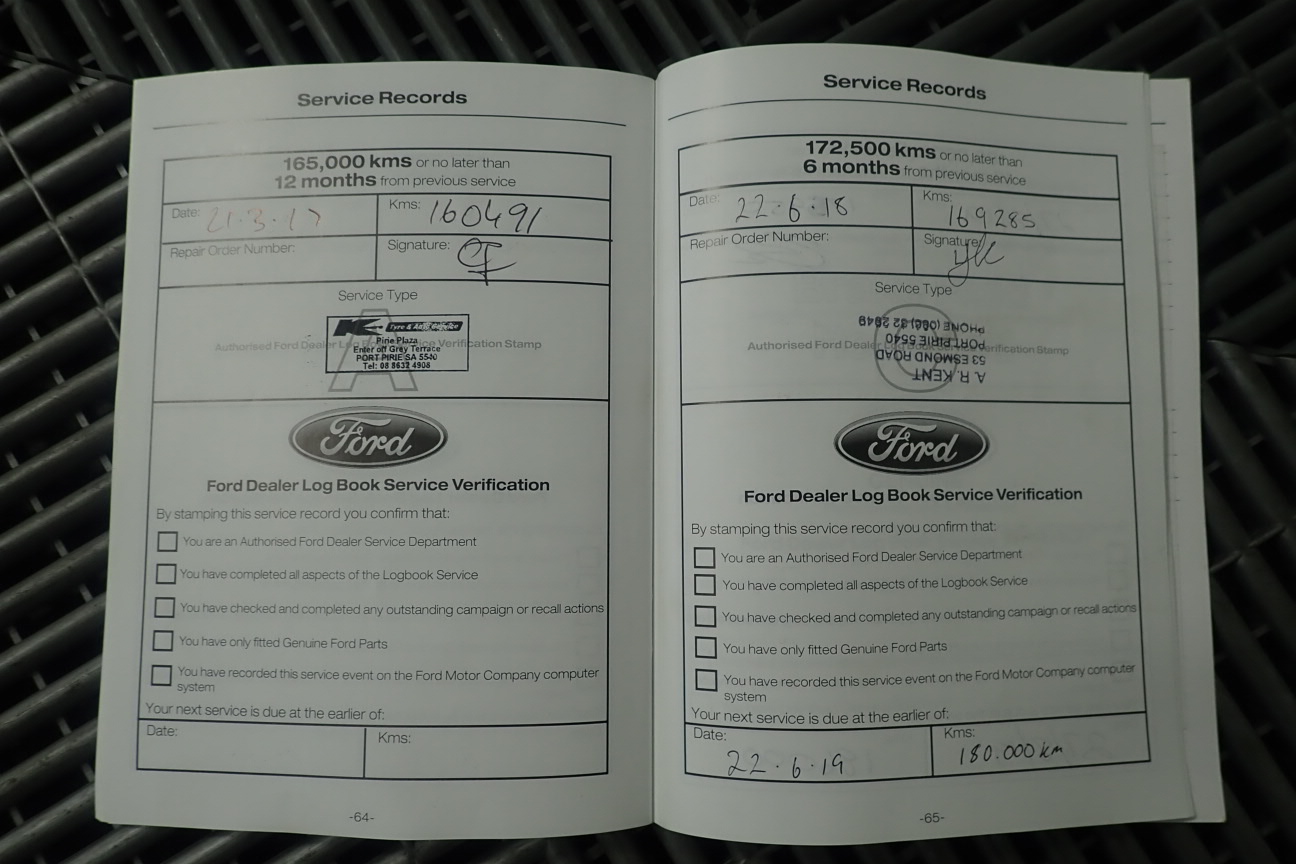 Service Records
165,000 kms or no later than
12 months from previous service
Date: 21·3·17
Kms: 160491
Repair Order Number:
Signature:
Service Type
Tyre & Auto Service
Pirie Plaza
Enter off Grey Terrace
PORT PIRIE SA 5540
Tel: 08 8632 4908
A
Authorised Ford Dealer Log Book Service Verification Stamp
Ford
Ford Dealer Log Book Service Verification
By stamping this service record you confirm that:
You are an Authorised Ford Dealer Service Department
You have completed all aspects of the Logbook Service
You have checked and completed any outstanding campaign or recall actions
You have only fitted Genuine Ford Parts
You have recorded this service event on the Ford Motor Company computer
system
Your next service is due at the earlier of:
Date:
Kms:
-64-
Service Records
172,500 kms or no later than
6 months from previous service
Date: 22·6·18
Kms: 169285
Repair Order Number:
Signature:
Service Type
A. R. KENT
53 ESMOND ROAD
PORT PIRIE 5540
Authorised Ford Dealer Verification Stamp
Ford
Ford Dealer Log Book Service Verification
By stamping this service record you confirm that:
You are an Authorised Ford Dealer Service Department
You have completed all aspects of the Logbook Service
You have checked and completed any outstanding campaign or recall actions
You have only fitted Genuine Ford Parts
You have recorded this service event on the Ford Motor Company computer
system
Your next service is due at the earlier of:
Date: 22·6·19
Kms: 180.000 km
-65-